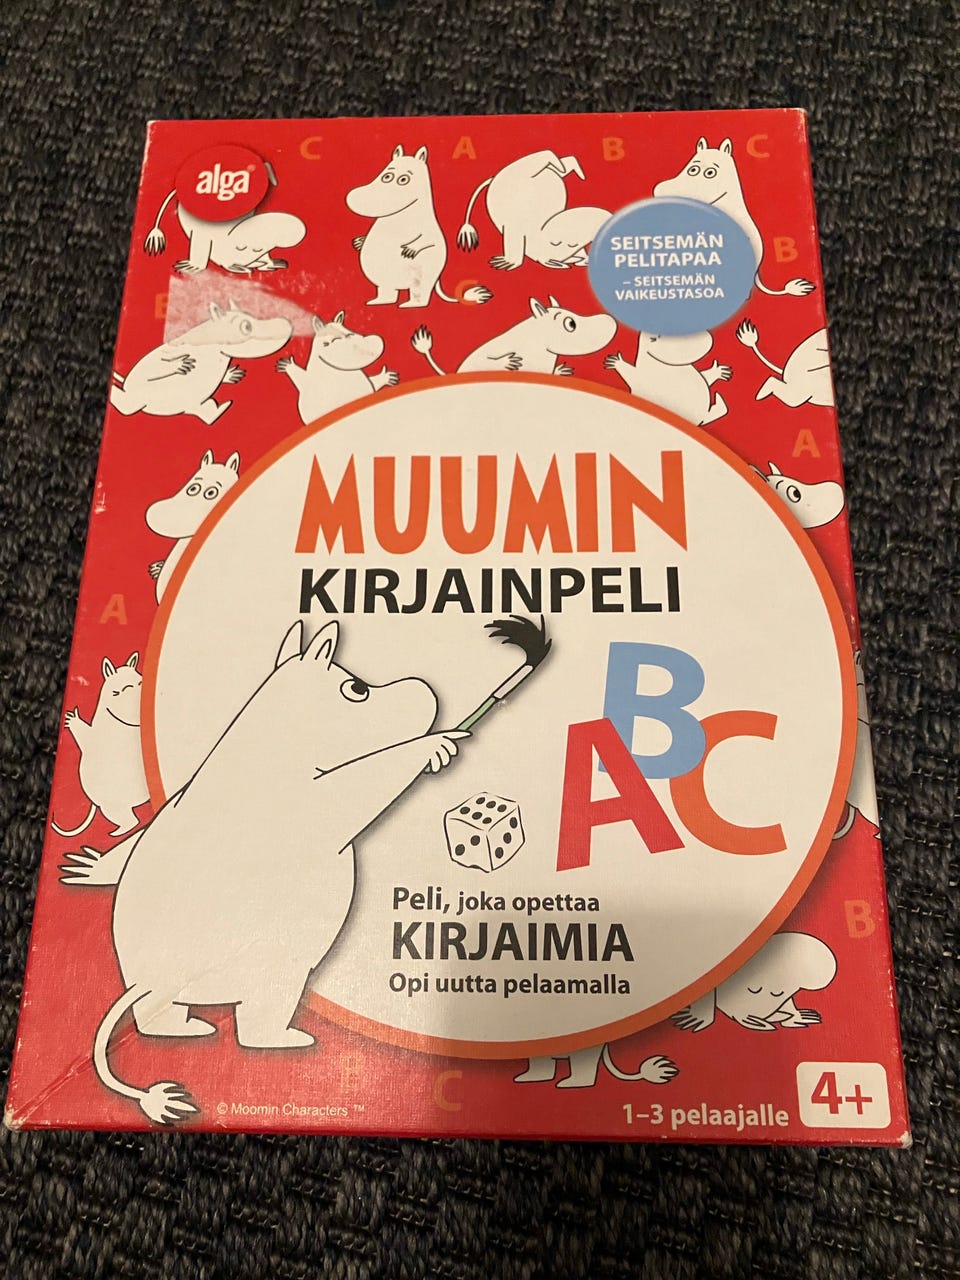 alga®
C A B C
SEITSEMÄN
PELITAPAA
– SEITSEMÄN
VAIKEUSTASOA
B
B
C
A
MUUMIN
KIRJAINPELI
A
ABC
Peli, joka opettaa
KIRJAIMIA
Opi uutta pelaamalla
B
B
C
© Moomin Characters ™
1–3 pelaajalle
4+